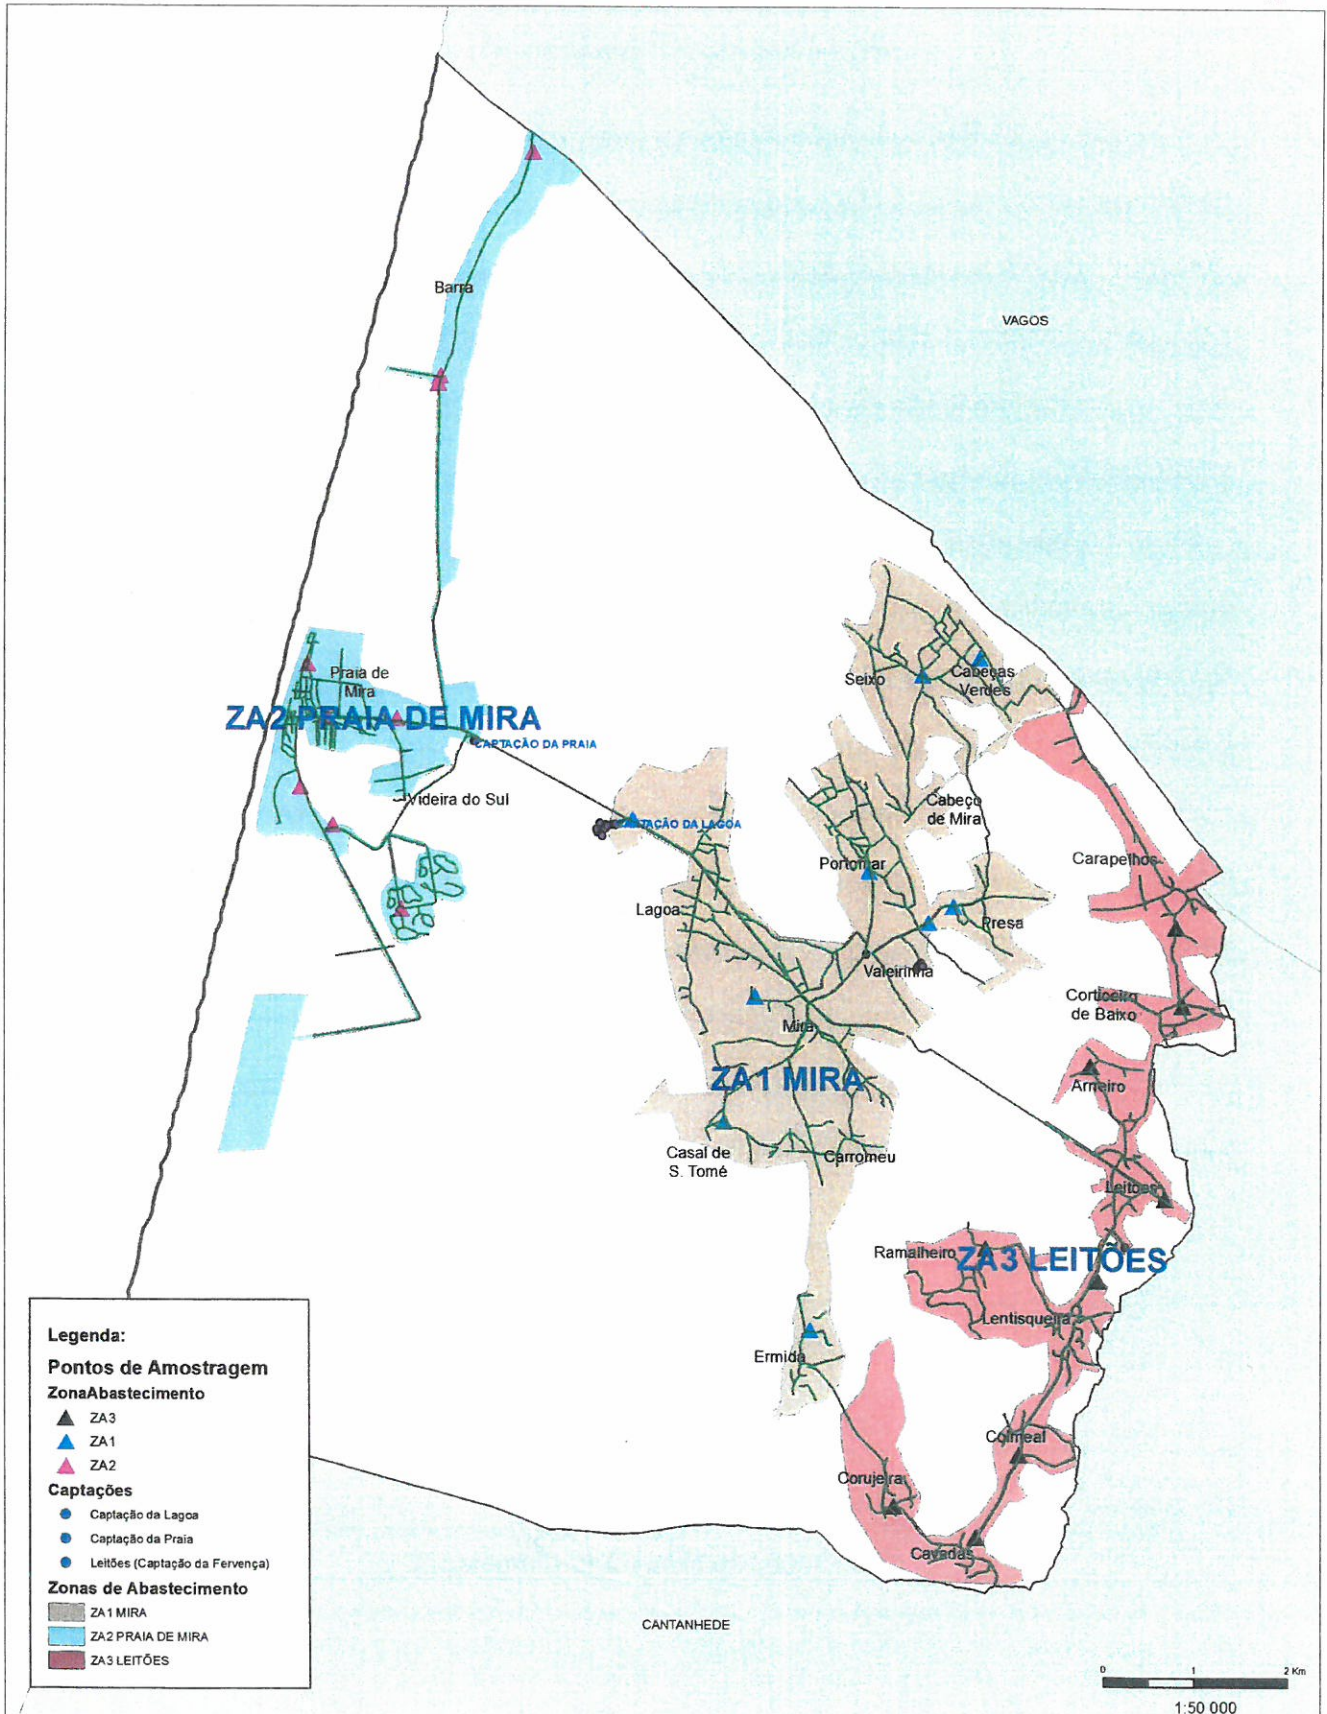 Barra
VAGOS
Praia de
Mira
ZA2 PRAIA DE MIRA
CAPTAÇÃO DA PRAIA
Videira do Sul
Seixo
Cabeças
Verdes
Cabeço
de Mira
TAÇÃO DA LAGOA
Portomar
Carapelhos
Lagoa
Presa
Valeirinha
Corticeiro
de Baixo
Mira
ZA1 MIRA
Arneiro
Casal de
S. Tomé
Carromeu
Leitões
Ramalheiro
ZA3 LEITÕES
Lentisqueira
Ermida
Colmeal
Corujeira
Cavadas
CANTANHEDE
Legenda:
Pontos de Amostragem
ZonaAbastecimento
ZA3
ZA1
ZA2
Captações
Captação da Lagoa
Captação da Praia
Leitões (Captação da Fervença)
Zonas de Abastecimento
ZA1 MIRA
ZA2 PRAIA DE MIRA
ZA3 LEITÕES
0 1 2 Km
1:50 000